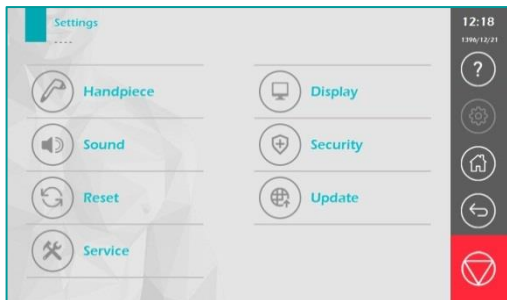 Settings
----
12:18
1396/12/21
?
Handpiece
Display
Sound
Security
Reset
Update
Service